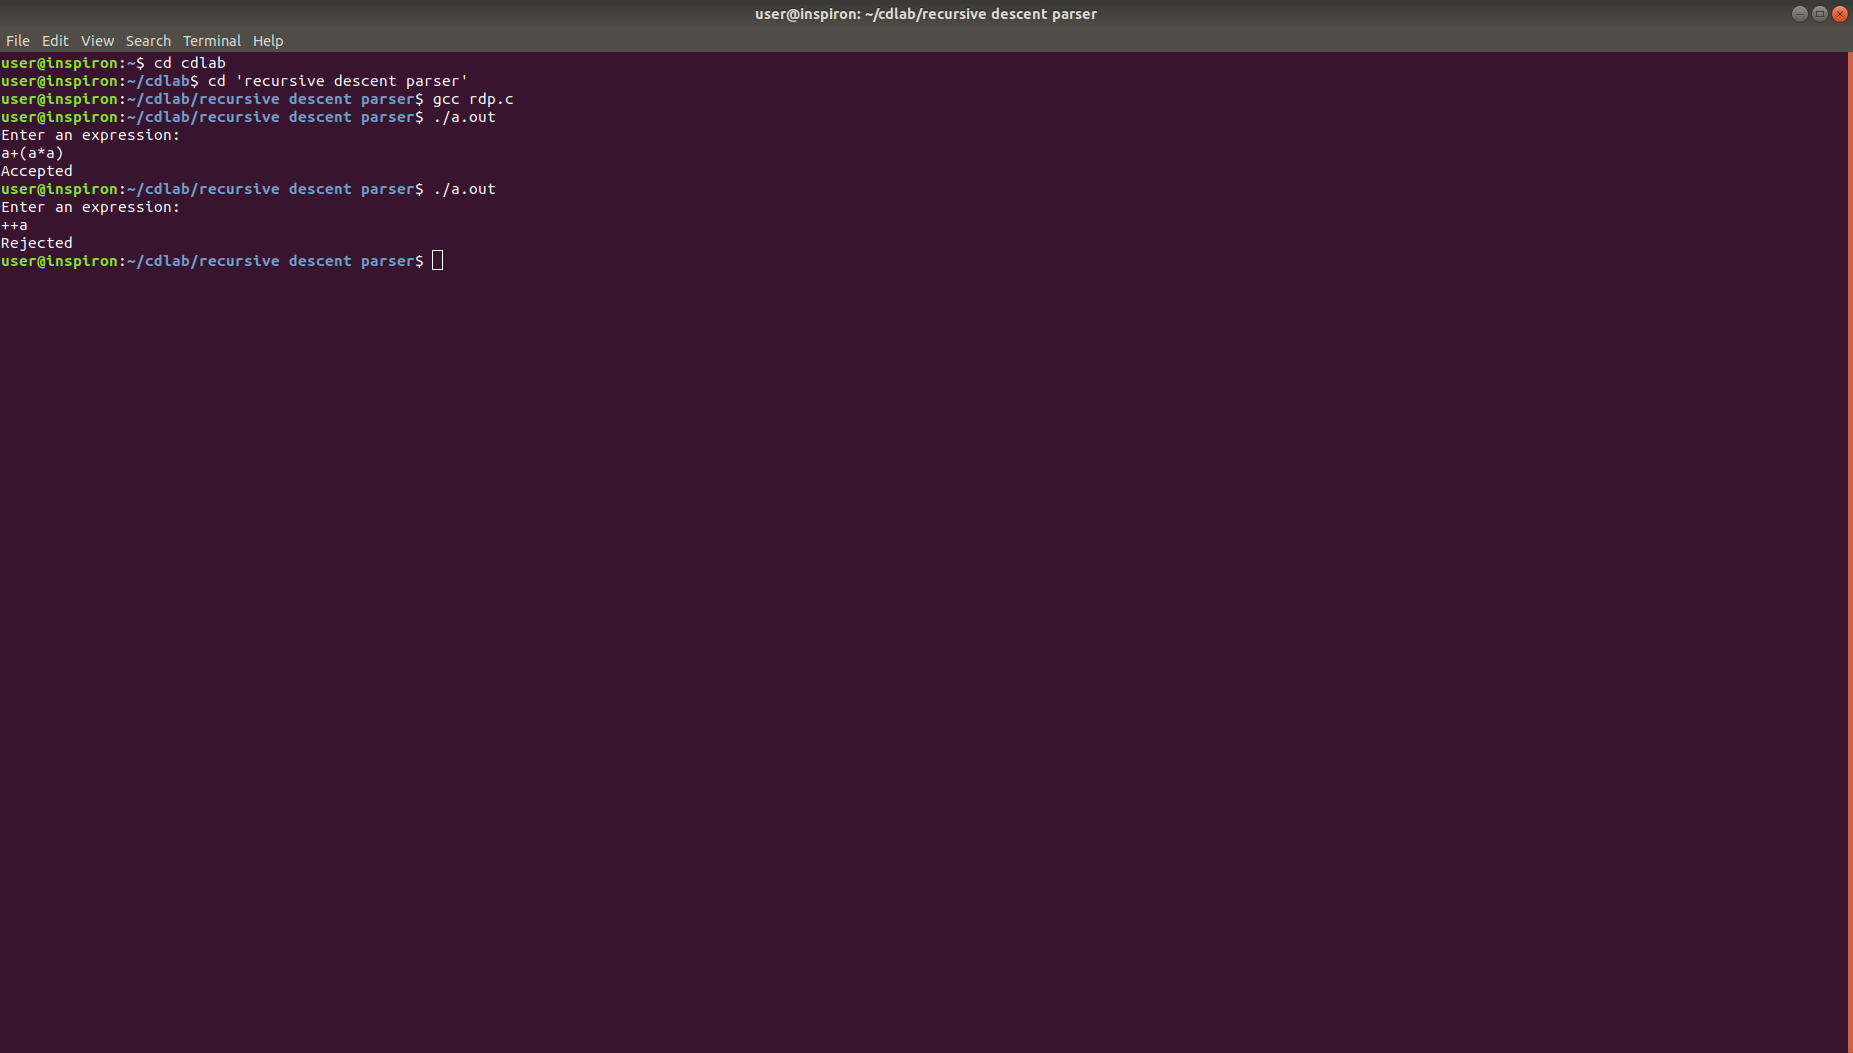 user@inspiron: ~/cdlab/recursive descent parser
File Edit View Search Terminal Help
user@inspiron:~$ cd cdlab
user@inspiron:~/cdlab$ cd 'recursive descent parser'
user@inspiron:~/cdlab/recursive descent parser$ gcc rdp.c
user@inspiron:~/cdlab/recursive descent parser$ ./a.out
Enter an expression:
a+(a*a)
Accepted
user@inspiron:~/cdlab/recursive descent parser$ ./a.out
Enter an expression:
++a
Rejected
user@inspiron:~/cdlab/recursive descent parser$